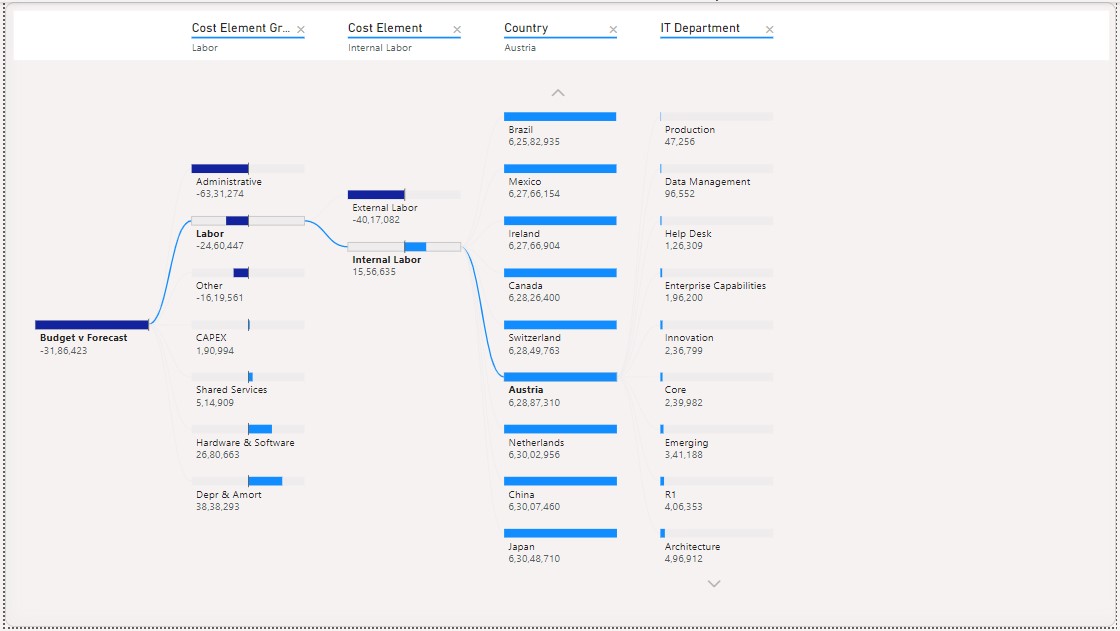 Cost Element Gr...
Labor
Cost Element
Internal Labor
Country
Austria
IT Department
Budget v Forecast
-31,86,423
Administrative
-63,31,274
Labor
-24,60,447
Other
-16,19,561
CAPEX
1,90,994
Shared Services
5,14,909
Hardware & Software
26,80,663
Depr & Amort
38,38,293
External Labor
-40,17,082
Internal Labor
15,56,635
Brazil
6,25,82,935
Mexico
6,27,66,154
Ireland
6,27,66,904
Canada
6,28,26,400
Switzerland
6,28,49,763
Austria
6,28,87,310
Netherlands
6,30,02,956
China
6,30,07,460
Japan
6,30,48,710
Production
47,256
Data Management
96,552
Help Desk
1,26,309
Enterprise Capabilities
1,96,200
Innovation
2,36,799
Core
2,39,982
Emerging
3,41,188
R1
4,06,353
Architecture
4,96,912